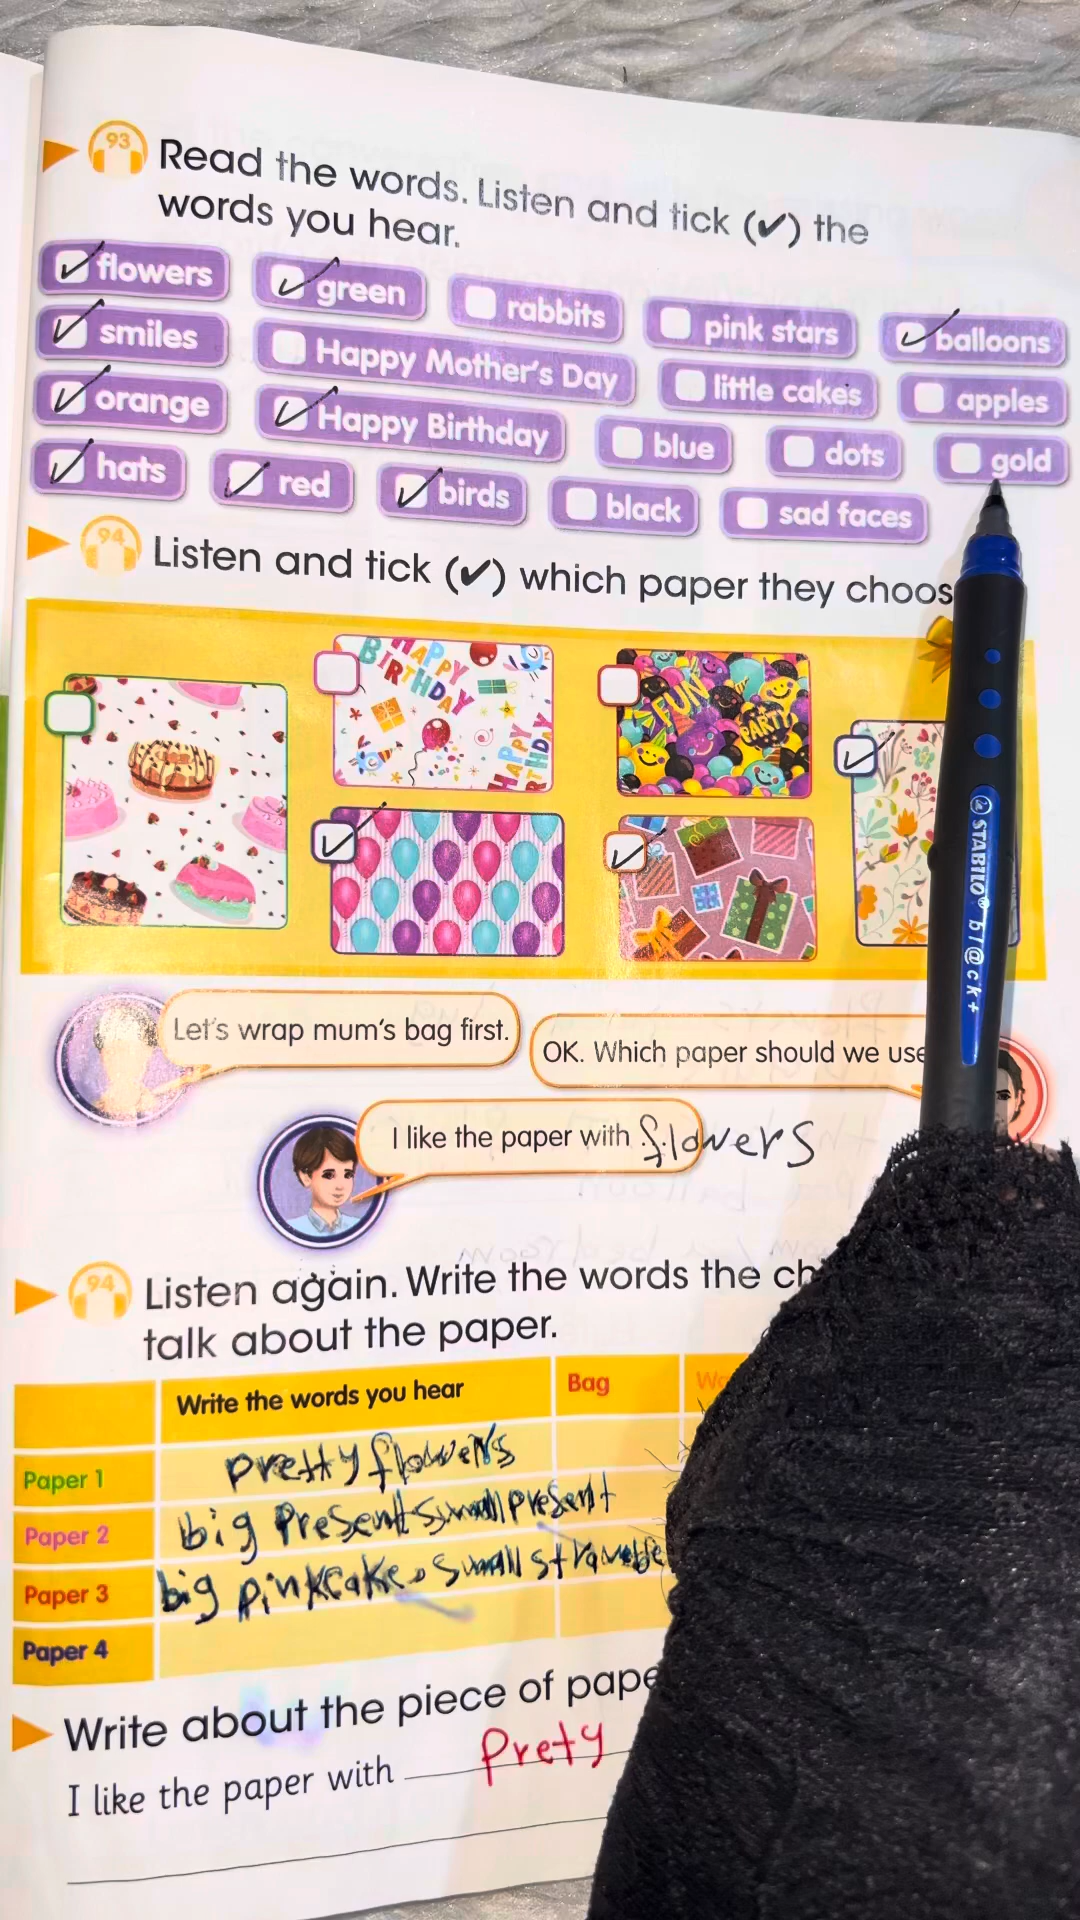 93
Read the words. Listen and tick (✓) the
words you hear.
flowers green rabbits pink stars balloons
smiles Happy Mother's Day little cakes apples
orange Happy Birthday blue dots gold
hats red birds black sad faces
94
Listen and tick (✓) which paper they choos
HAPPY
BIRTHDAY
HAPPY
FUN
PARTY
STABILO® bl@ck+
Let's wrap mum's bag first.
OK. Which paper should we use
I like the paper with flowers
94
Listen again. Write the words the ch
talk about the paper.
Write the words you hear Bag
Paper 1 pretty flowers
Paper 2 big Present small present
Paper 3 big pinkcake. small
Paper 4
Write about the piece of pape
I like the paper with Prety